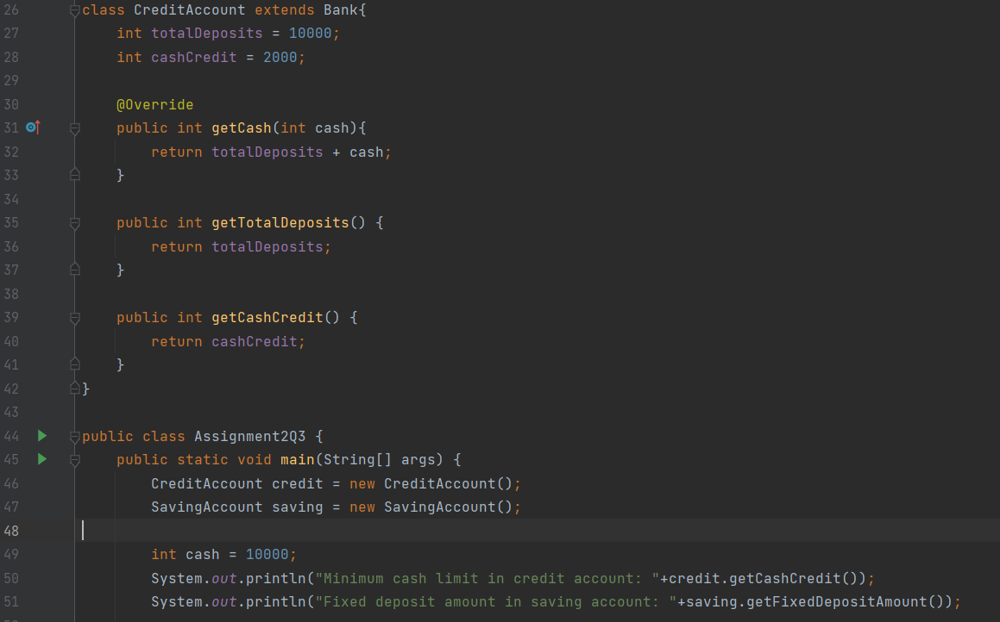 26 class CreditAccount extends Bank{
27     int totalDeposits = 10000;
28     int cashCredit = 2000;
29
30     @Override
31     public int getCash(int cash){
32         return totalDeposits + cash;
33     }
34
35     public int getTotalDeposits() {
36         return totalDeposits;
37     }
38
39     public int getCashCredit() {
40         return cashCredit;
41     }
42 }
43
44 public class Assignment2Q3 {
45     public static void main(String[] args) {
46         CreditAccount credit = new CreditAccount();
47         SavingAccount saving = new SavingAccount();
48
49         int cash = 10000;
50         System.out.println("Minimum cash limit in credit account: "+credit.getCashCredit());
51         System.out.println("Fixed deposit amount in saving account: "+saving.getFixedDepositAmount());